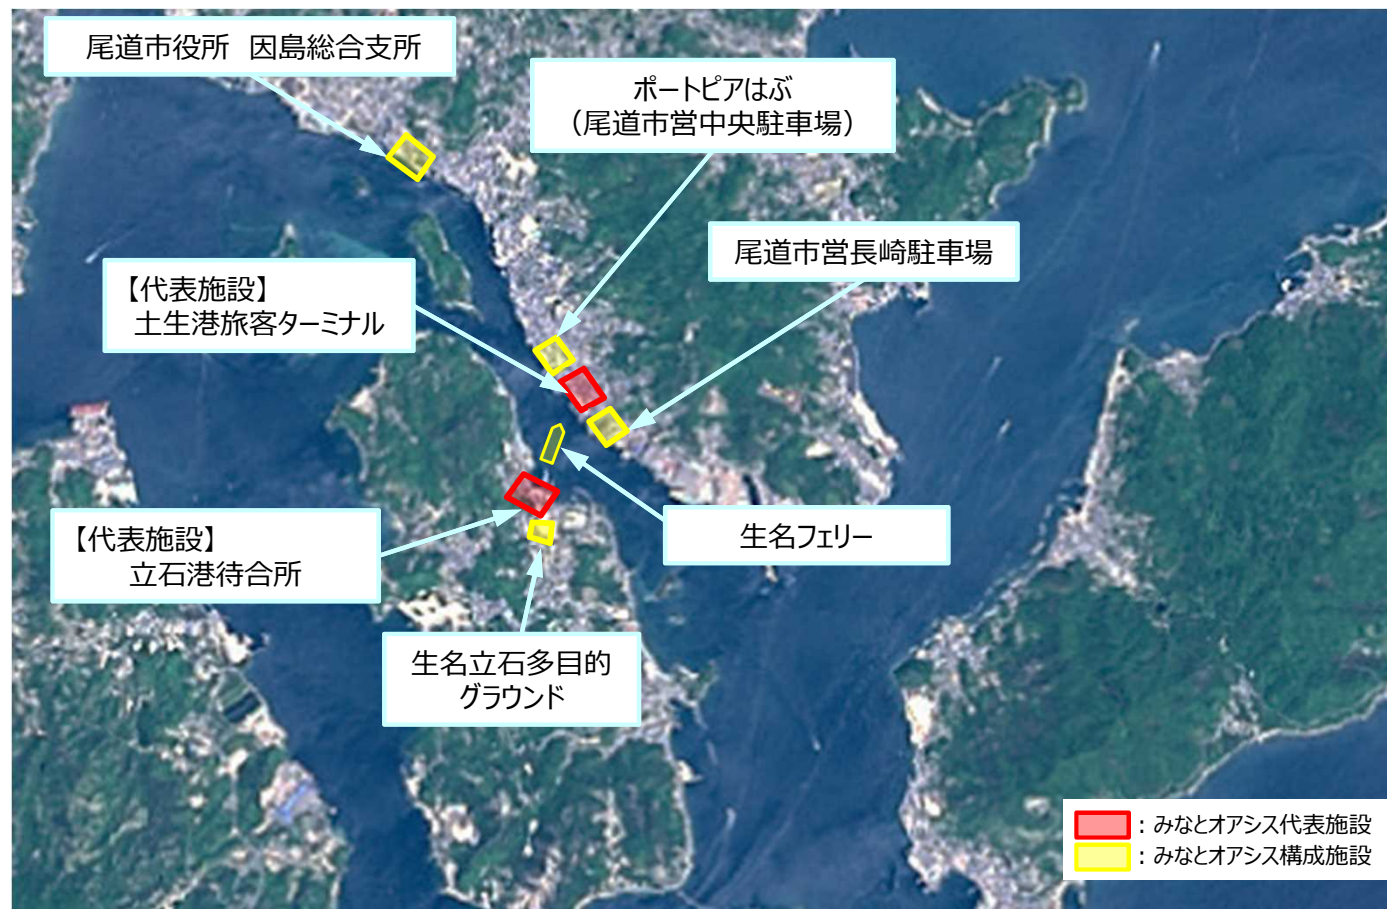 尾道市役所　因島総合支所
ポートピアはぶ
（尾道市営中央駐車場）
尾道市営長崎駐車場
【代表施設】
土生港旅客ターミナル
【代表施設】
立石港待合所
生名フェリー
生名立石多目的
グラウンド
：みなとオアシス代表施設
：みなとオアシス構成施設